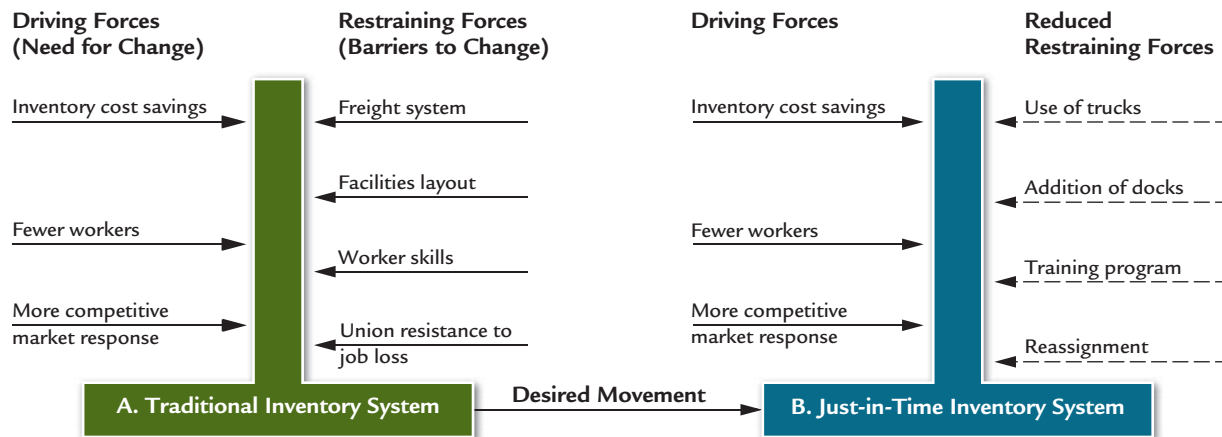 Driving Forces
(Need for Change)
Restraining Forces
(Barriers to Change)
Inventory cost savings
Freight system
Facilities layout
Fewer workers
Worker skills
More competitive
market response
Union resistance to
job loss
A. Traditional Inventory System
Desired Movement
Driving Forces
Reduced
Restraining Forces
Inventory cost savings
Use of trucks
Addition of docks
Fewer workers
Training program
More competitive
market response
Reassignment
B. Just-in-Time Inventory System